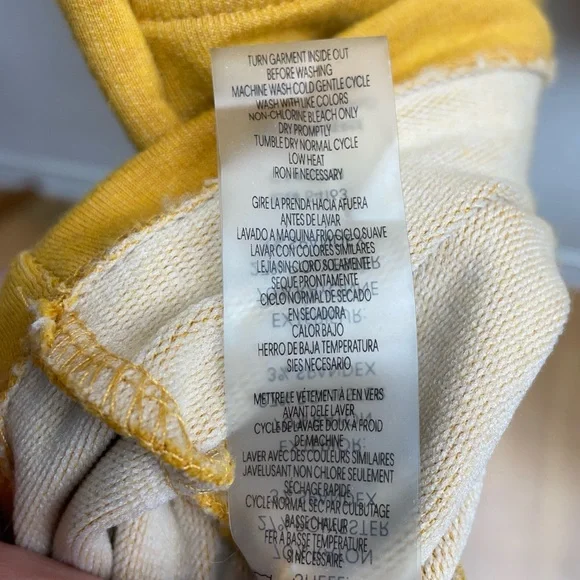 TURN GARMENT INSIDE OUT
BEFORE WASHING
MACHINE WASH COLD GENTLE CYCLE
WASH WITH LIKE COLORS
NON-CHLORINE BLEACH ONLY
DRY PROMPTLY
TUMBLE DRY NORMAL CYCLE
LOW HEAT
IRON IF NECESSARY
GIRE LA PRENDA HACIA AFUERA
ANTES DE LAVAR
LAVADO A MAQUINA FRIO CICLO SUAVE
LAVAR CON COLORES SIMILARES
LEJIA SIN CLORO SOLAMENTE
SEQUE PRONTAMENTE
CICLO NORMAL DE SECADO
EN SECADORA
CALOR BAJO
HERRO DE BAJA TEMPERATURA
SIES NECESARIO
METTRE LE VÊTEMENT À L'EN VERS
AVANT DE LAVER
CYCLE DE LAVAGE DOUX A FROID
DE MACHINE
LAVER AVEC DES COULEURS SIMILAIRES
JAVELUSANT NON CHLORE SEULEMENT
SÉCHAGE RAPIDE
CYCLE NORMAL SEC PAR CULBUTAGE
BASSE CHALEUR
FER À BASSE TEMPÉRATURE
SI NÉCESSAIRE